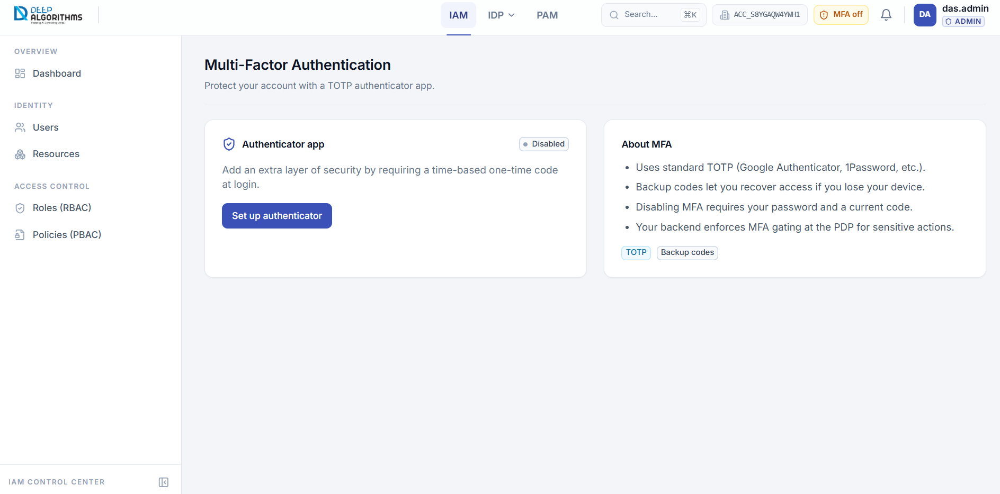 DEEP
ALGORITHMS
Fostering AI, Connecting Minds
IAM
IDP
PAM
Search...
⌘K
ACC_S8YGAQW4YWH1
MFA off
DA
das.admin
ADMIN
OVERVIEW
Dashboard
IDENTITY
Users
Resources
ACCESS CONTROL
Roles (RBAC)
Policies (PBAC)
IAM CONTROL CENTER
Multi-Factor Authentication
Protect your account with a TOTP authenticator app.
Authenticator app
Disabled
Add an extra layer of security by requiring a time-based one-time code
at login.
Set up authenticator
About MFA
Uses standard TOTP (Google Authenticator, 1Password, etc.).
Backup codes let you recover access if you lose your device.
Disabling MFA requires your password and a current code.
Your backend enforces MFA gating at the PDP for sensitive actions.
TOTP
Backup codes